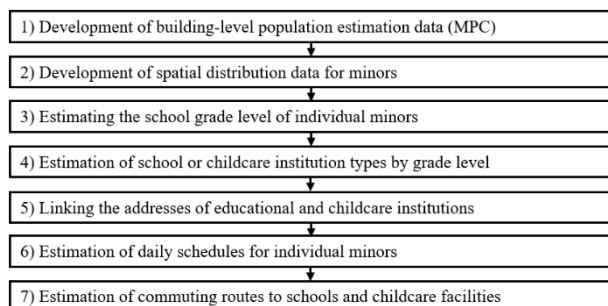 1) Development of building-level population estimation data (MPC)
2) Development of spatial distribution data for minors
3) Estimating the school grade level of individual minors
4) Estimation of school or childcare institution types by grade level
5) Linking the addresses of educational and childcare institutions
6) Estimation of daily schedules for individual minors
7) Estimation of commuting routes to schools and childcare facilities